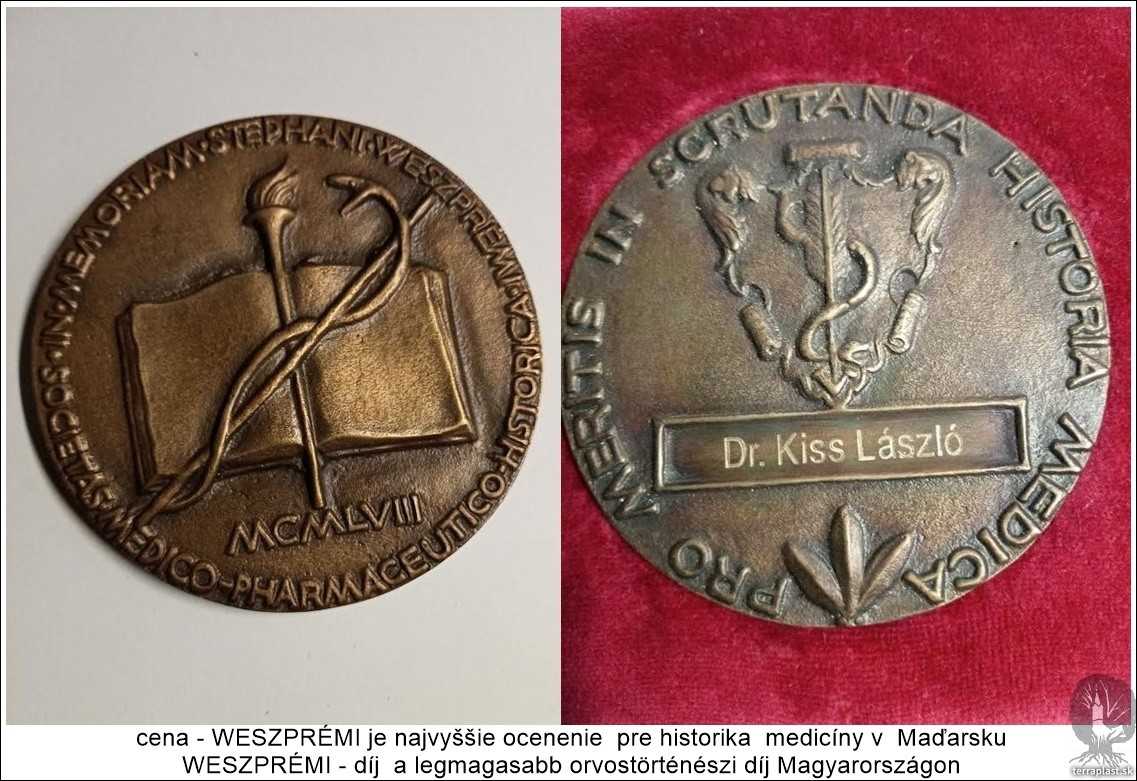 IN·MEMORIAM·STEPHANI·WESZPRÉMI·
SOCIETAS·MEDICO-PHARMACEUTICO-HISTORICA·
MCMLVII
PRO MERITIS IN SCRUTANDA HISTORIA MEDICA
Dr. Kiss László
cena - WESZPRÉMI je najvyššie ocenenie pre historika medicíny v Maďarsku
WESZPRÉMI - díj a legmagasabb orvostörténészi díj Magyarországon
terraplast.sk